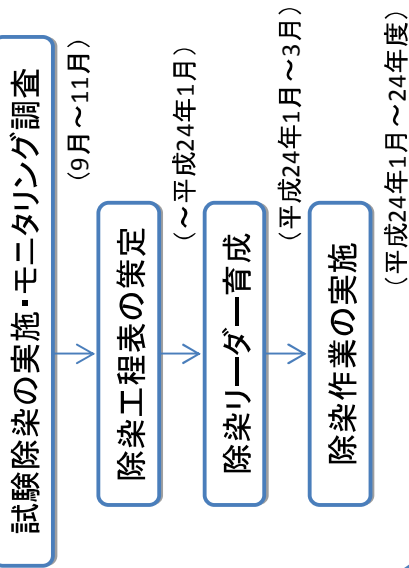 試験除染の実施・モニタリング調査
（9月～11月）
除染工程表の策定
（～平成24年1月）
除染リーダー育成
（平成24年1月～3月）
除染作業の実施
（平成24年1月～24年度）